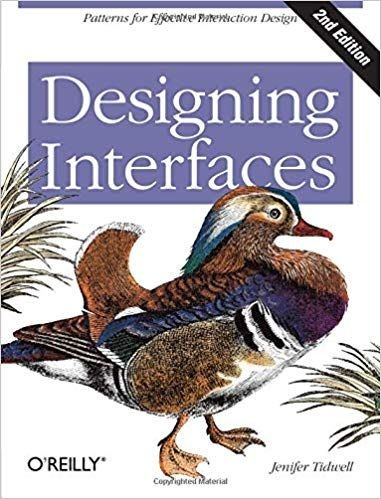 Patterns for Effective Interaction Design
2nd Edition
Designing
Interfaces
O'REILLY®
Jenifer Tidwell